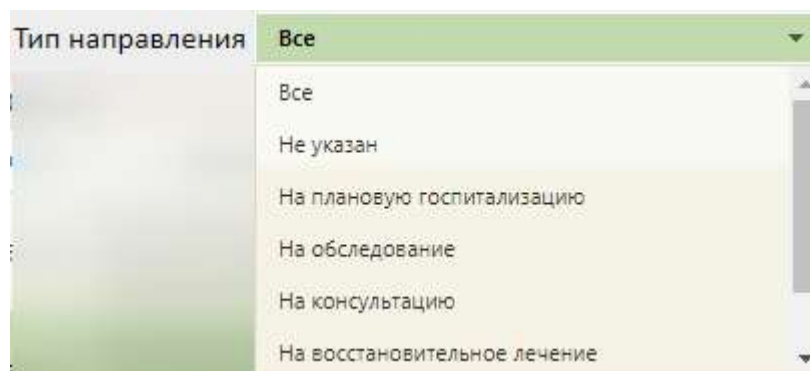 Тип направления Все
Все
Не указан
На плановую госпитализацию
На обследование
На консультацию
На восстановительное лечение